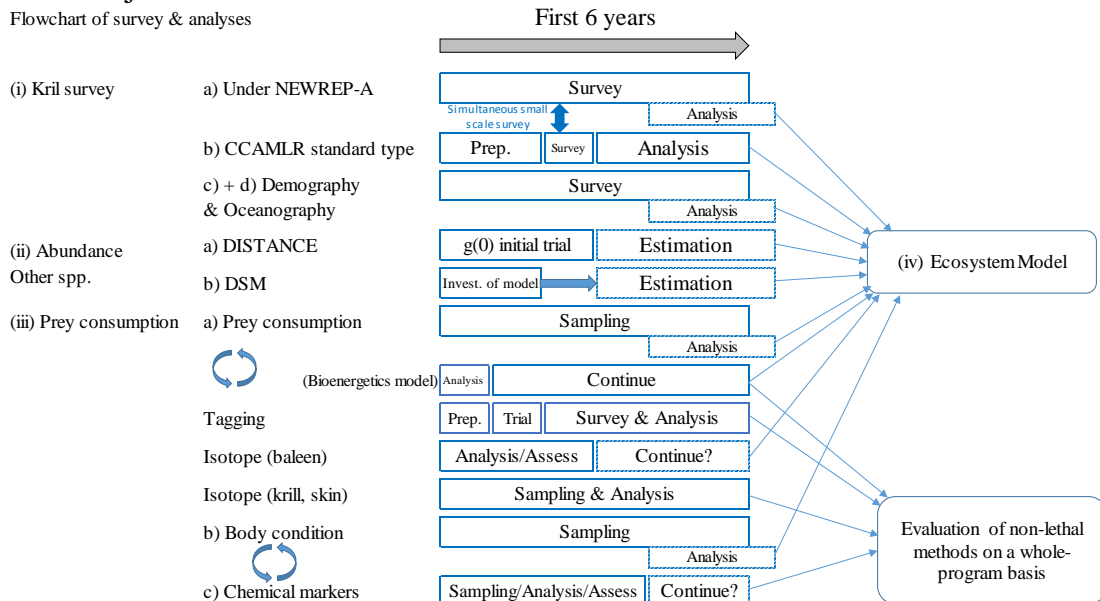 Flowchart of survey & analyses
First 6 years
(i) Kril survey
a) Under NEWREP-A
Survey
Simultaneous small
scale survey
Analysis
b) CCAMLR standard type
Prep.
Survey
Analysis
c) + d) Demography
& Oceanography
Survey
Analysis
(ii) Abundance
Other spp.
a) DISTANCE
g(0) initial trial
Estimation
(iv) Ecosystem Model
b) DSM
Invest. of model
Estimation
(iii) Prey consumption
a) Prey consumption
Sampling
Analysis
(Bioenergetics model)
Analysis
Continue
Tagging
Prep.
Trial
Survey & Analysis
Isotope (baleen)
Analysis/Assess
Continue?
Isotope (krill, skin)
Sampling & Analysis
b) Body condition
Sampling
Analysis
Evaluation of non-lethal
methods on a whole-
program basis
c) Chemical markers
Sampling/Analysis/Assess
Continue?